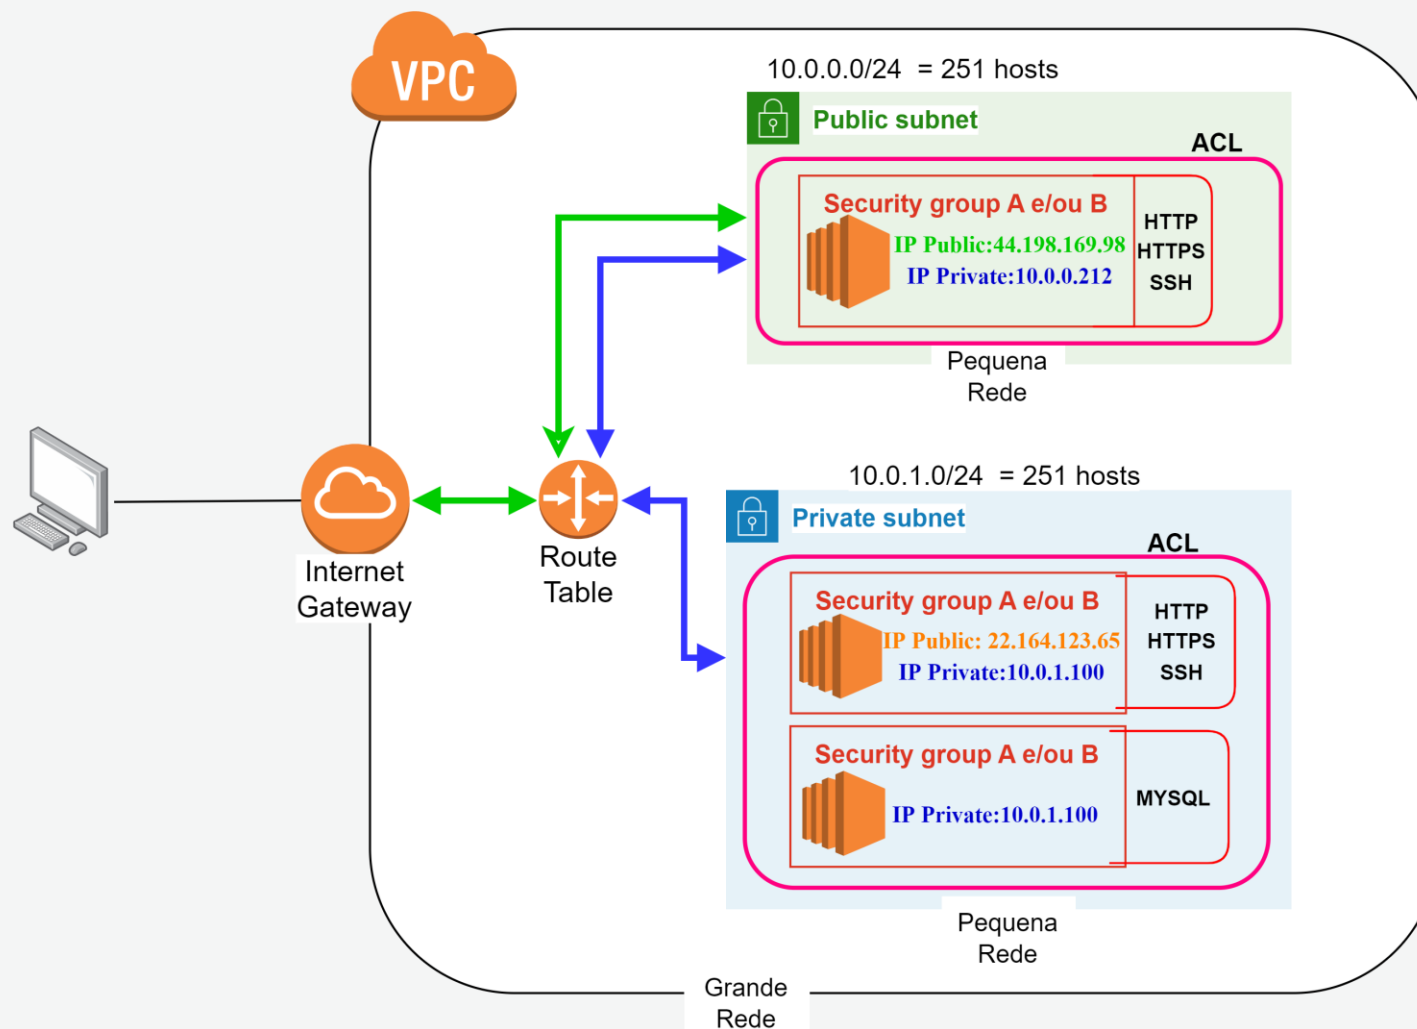 VPC
10.0.0.0/24 = 251 hosts
Public subnet
ACL
Security group A e/ou B
IP Public:44.198.169.98
IP Private:10.0.0.212
HTTP
HTTPS
SSH
Pequena
Rede
Internet
Gateway
Route
Table
10.0.1.0/24 = 251 hosts
Private subnet
ACL
Security group A e/ou B
IP Public: 22.164.123.65
IP Private:10.0.1.100
HTTP
HTTPS
SSH
Security group A e/ou B
IP Private:10.0.1.100
MYSQL
Pequena
Rede
Grande
Rede